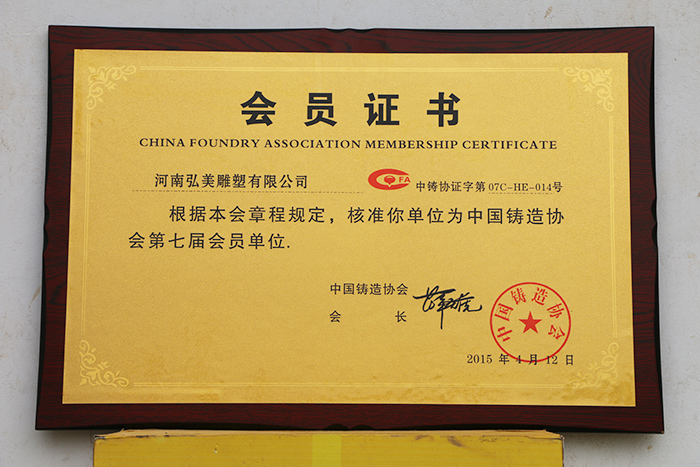 会员证书
CHINA FOUNDRY ASSOCIATION MEMBERSHIP CERTIFICATE
河南弘美雕塑有限公司
CFA 中铸协证字第 07C-HE-014号
根据本会章程规定，核准你单位为中国铸造协
会第七届会员单位.
中国铸造协会
会长
中国铸造协会
2015 年 4 月 12 日